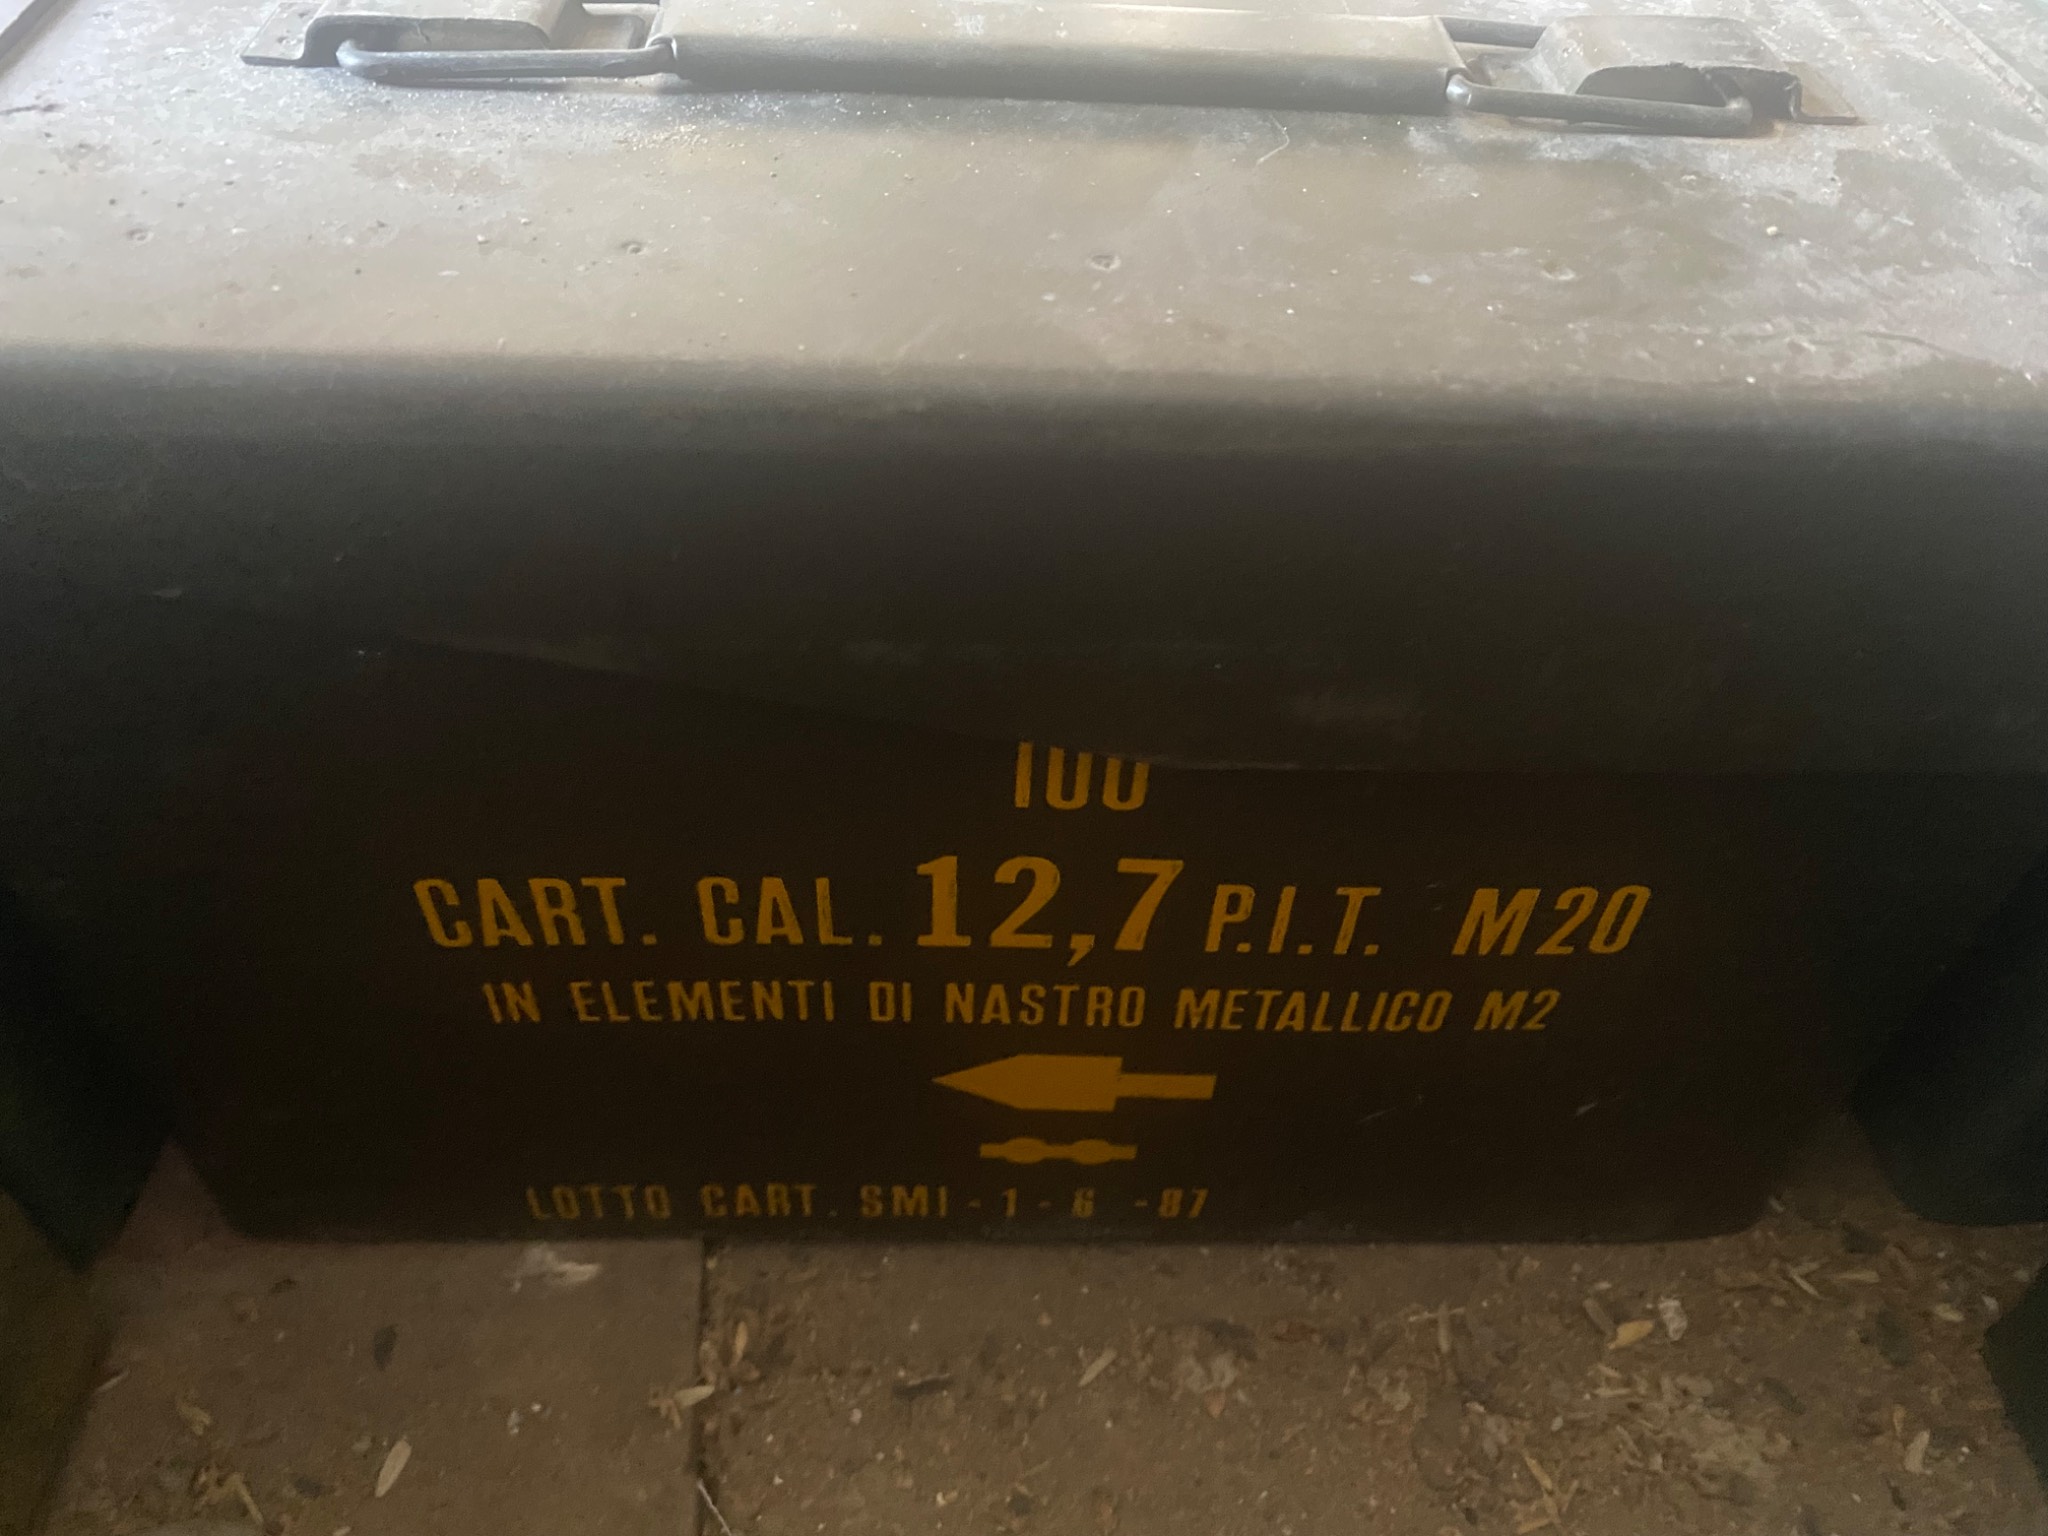 100
CART. CAL. 12,7 P.I.T. M20
IN ELEMENTI DI NASTRO METALLICO M2
LOTTO CART. SMI - 1 - 6 - 87